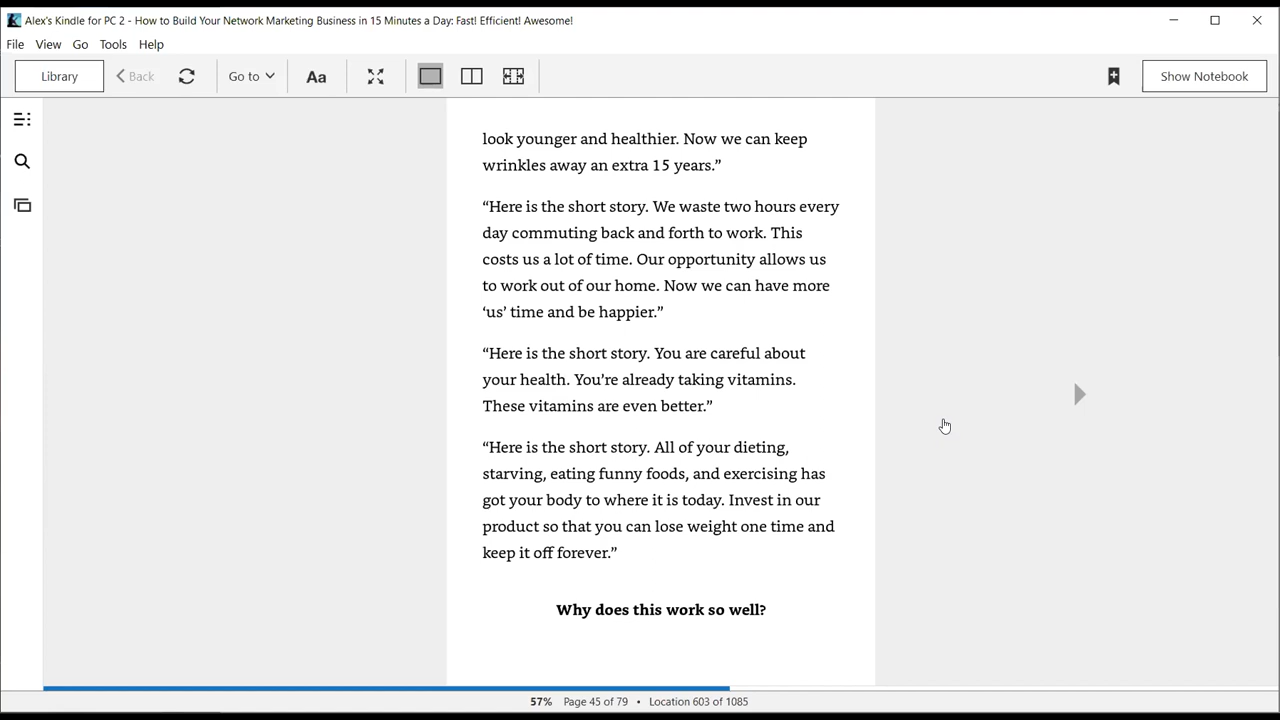 Alex's Kindle for PC 2 - How to Build Your Network Marketing Business in 15 Minutes a Day: Fast! Efficient! Awesome!
File View Go Tools Help
Library Back Go to Aa Show Notebook
look younger and healthier. Now we can keep
wrinkles away an extra 15 years.”
“Here is the short story. We waste two hours every
day commuting back and forth to work. This
costs us a lot of time. Our opportunity allows us
to work out of our home. Now we can have more
‘us’ time and be happier.”
“Here is the short story. You are careful about
your health. You’re already taking vitamins.
These vitamins are even better.”
“Here is the short story. All of your dieting,
starving, eating funny foods, and exercising has
got your body to where it is today. Invest in our
product so that you can lose weight one time and
keep it off forever.”
Why does this work so well?
57% Page 45 of 79 • Location 603 of 1085